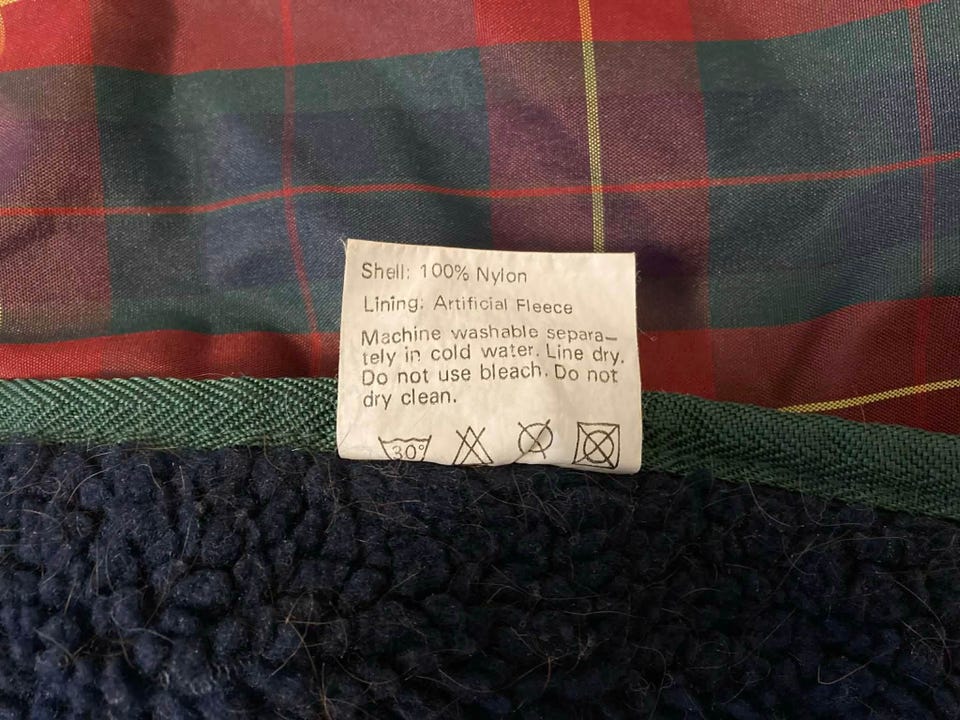 Shell: 100% Nylon
Lining: Artificial Fleece
Machine washable separa-
tely in cold water. Line dry.
Do not use bleach. Do not
dry clean.
30°